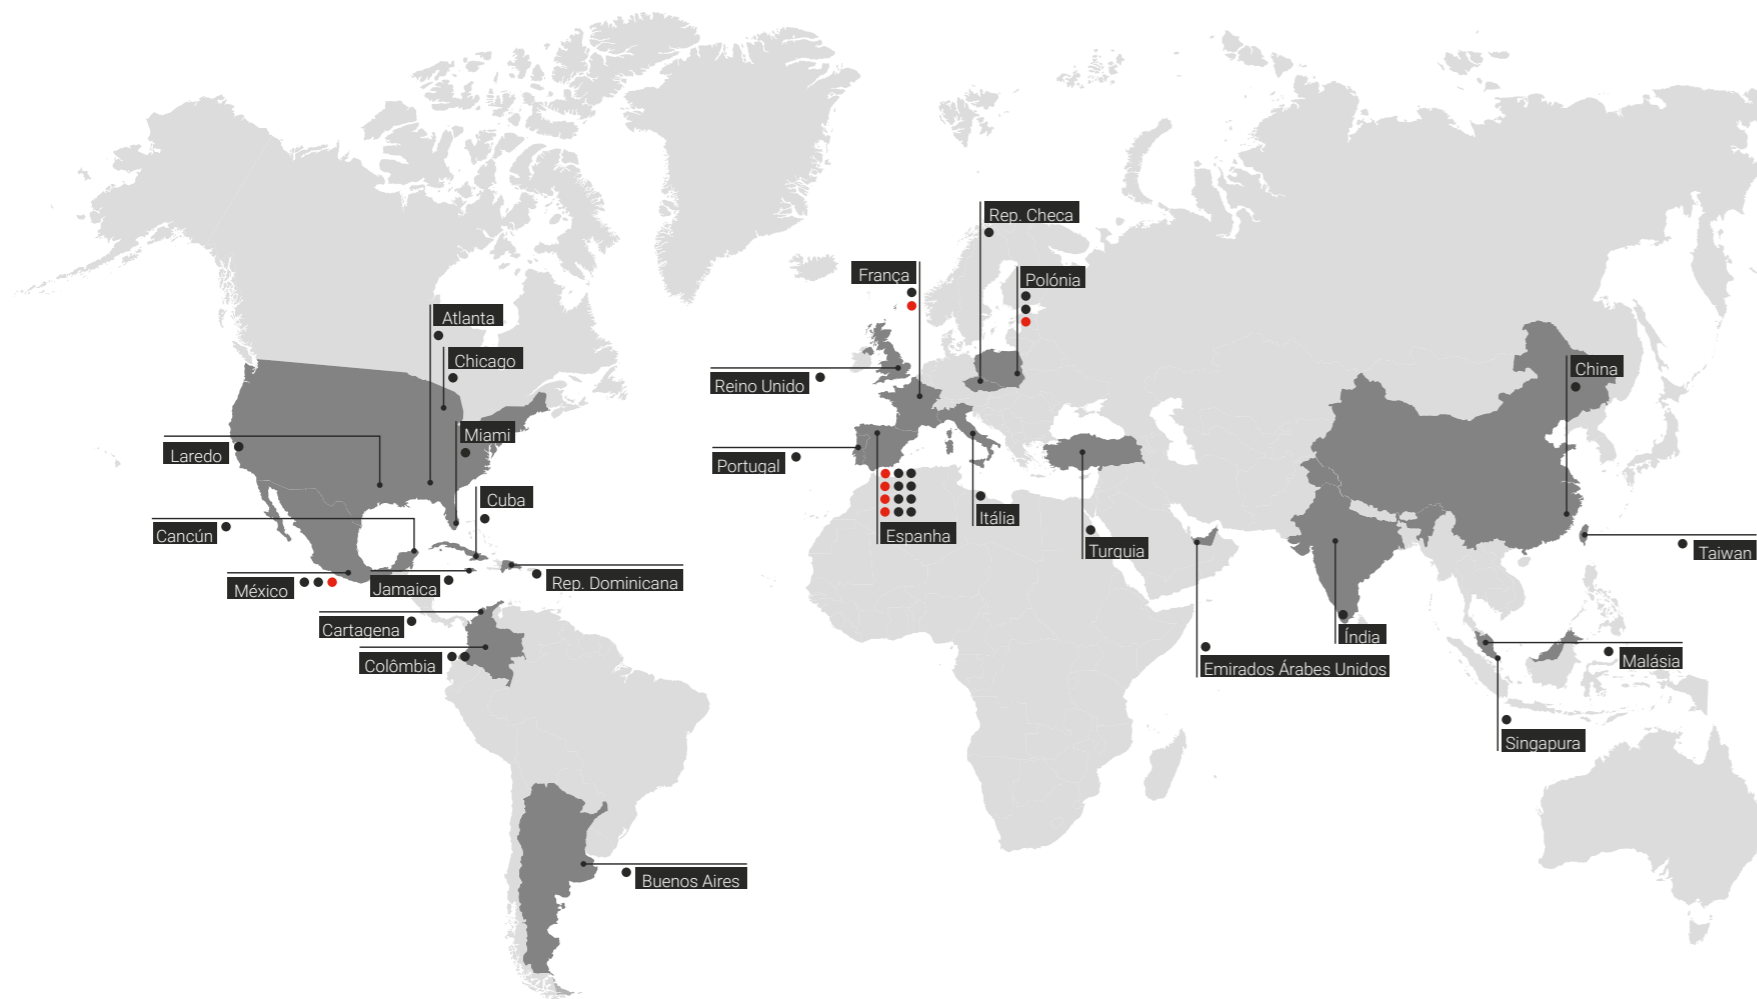 Rep. Checa
França
Polónia
Atlanta
Chicago
China
Reino Unido
Miami
Laredo
Portugal
Cuba
Itália
Cancún
Espanha
Turquia
Taiwan
México
Jamaica
Rep. Dominicana
Cartagena
Índia
Colômbia
Emirados Árabes Unidos
Malásia
Singapura
Buenos Aires